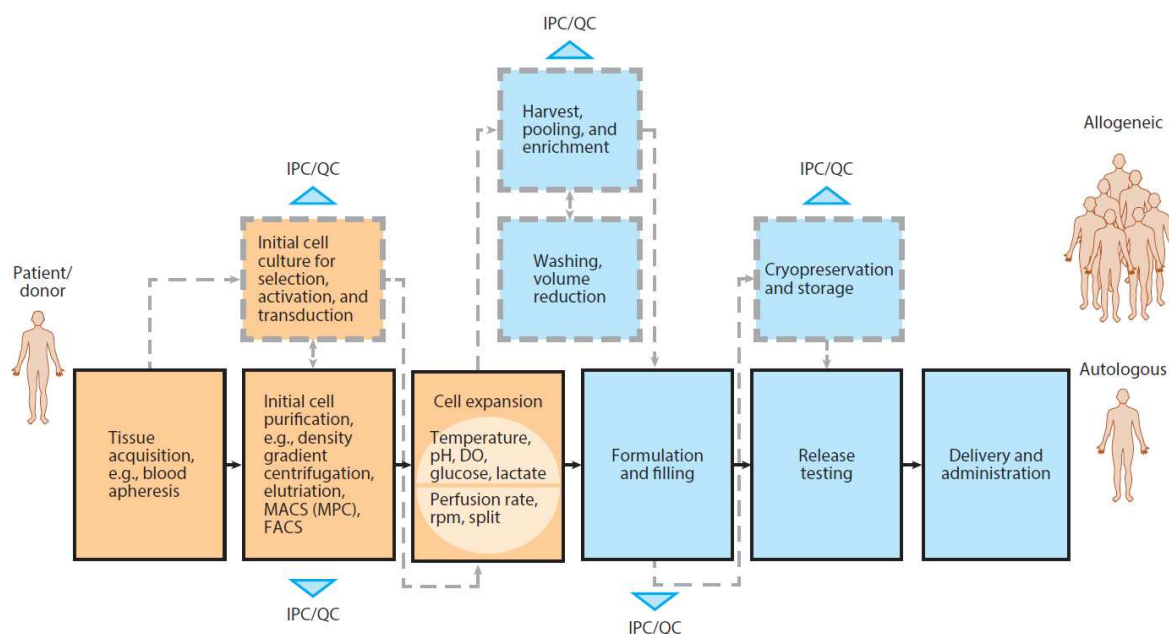 IPC/QC
Harvest,
pooling, and
enrichment
Allogeneic
IPC/QC
IPC/QC
Patient/
donor
Initial cell
culture for
selection,
activation, and
transduction
Washing,
volume
reduction
Cryopreservation
and storage
Autologous
Tissue
acquisition,
e.g., blood
apheresis
Initial cell
purification,
e.g., density
gradient
centrifugation,
elutriation,
MACS (MPC),
FACS
Cell expansion
Temperature,
pH, DO,
glucose, lactate
Perfusion rate,
rpm, split
Formulation
and filling
Release
testing
Delivery and
administration
IPC/QC
IPC/QC